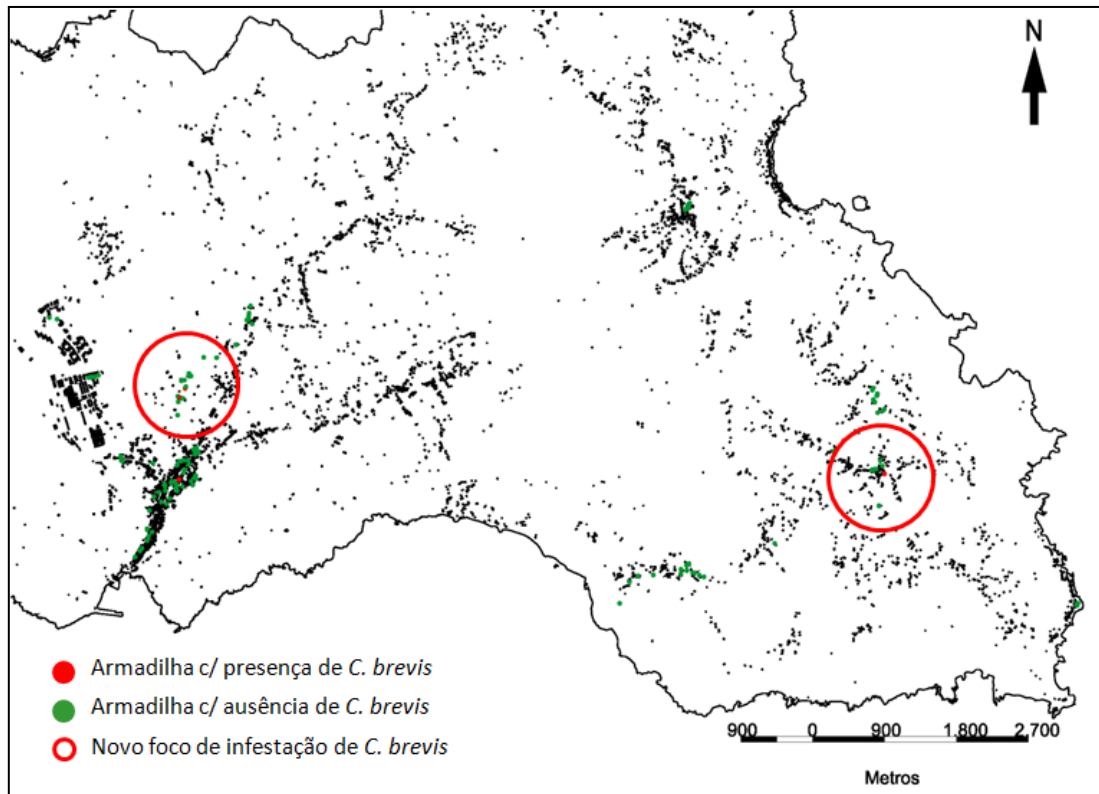 N
Armadilha c/ presença de C. brevis
Armadilha c/ ausência de C. brevis
Novo foco de infestação de C. brevis
900 0 900 1.800 2.700
Metros